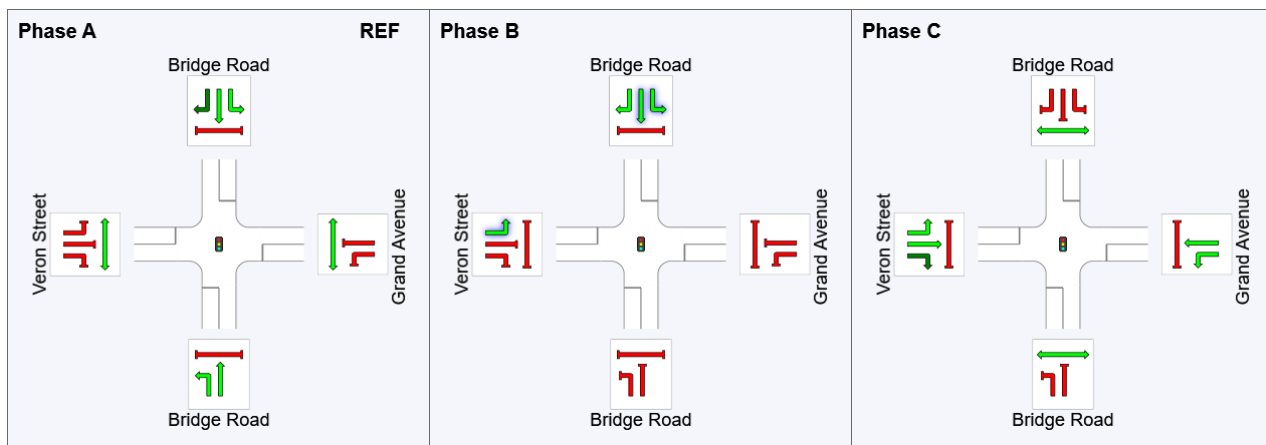 Phase A
REF
Bridge Road
Veron Street
Grand Avenue
Bridge Road
Phase B
Bridge Road
Veron Street
Grand Avenue
Bridge Road
Phase C
Bridge Road
Veron Street
Grand Avenue
Bridge Road